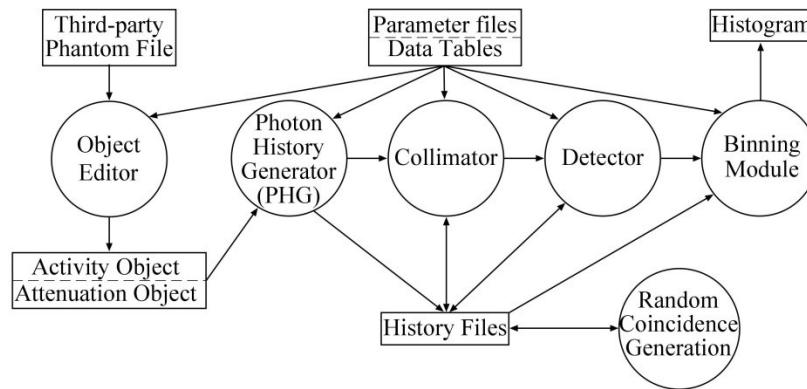 Third-party
Phantom File
Parameter files
Data Tables
Histogram
Object
Editor
Photon
History
Generator
(PHG)
Collimator
Detector
Binning
Module
Activity Object
Attenuation Object
History Files
Random
Coincidence
Generation